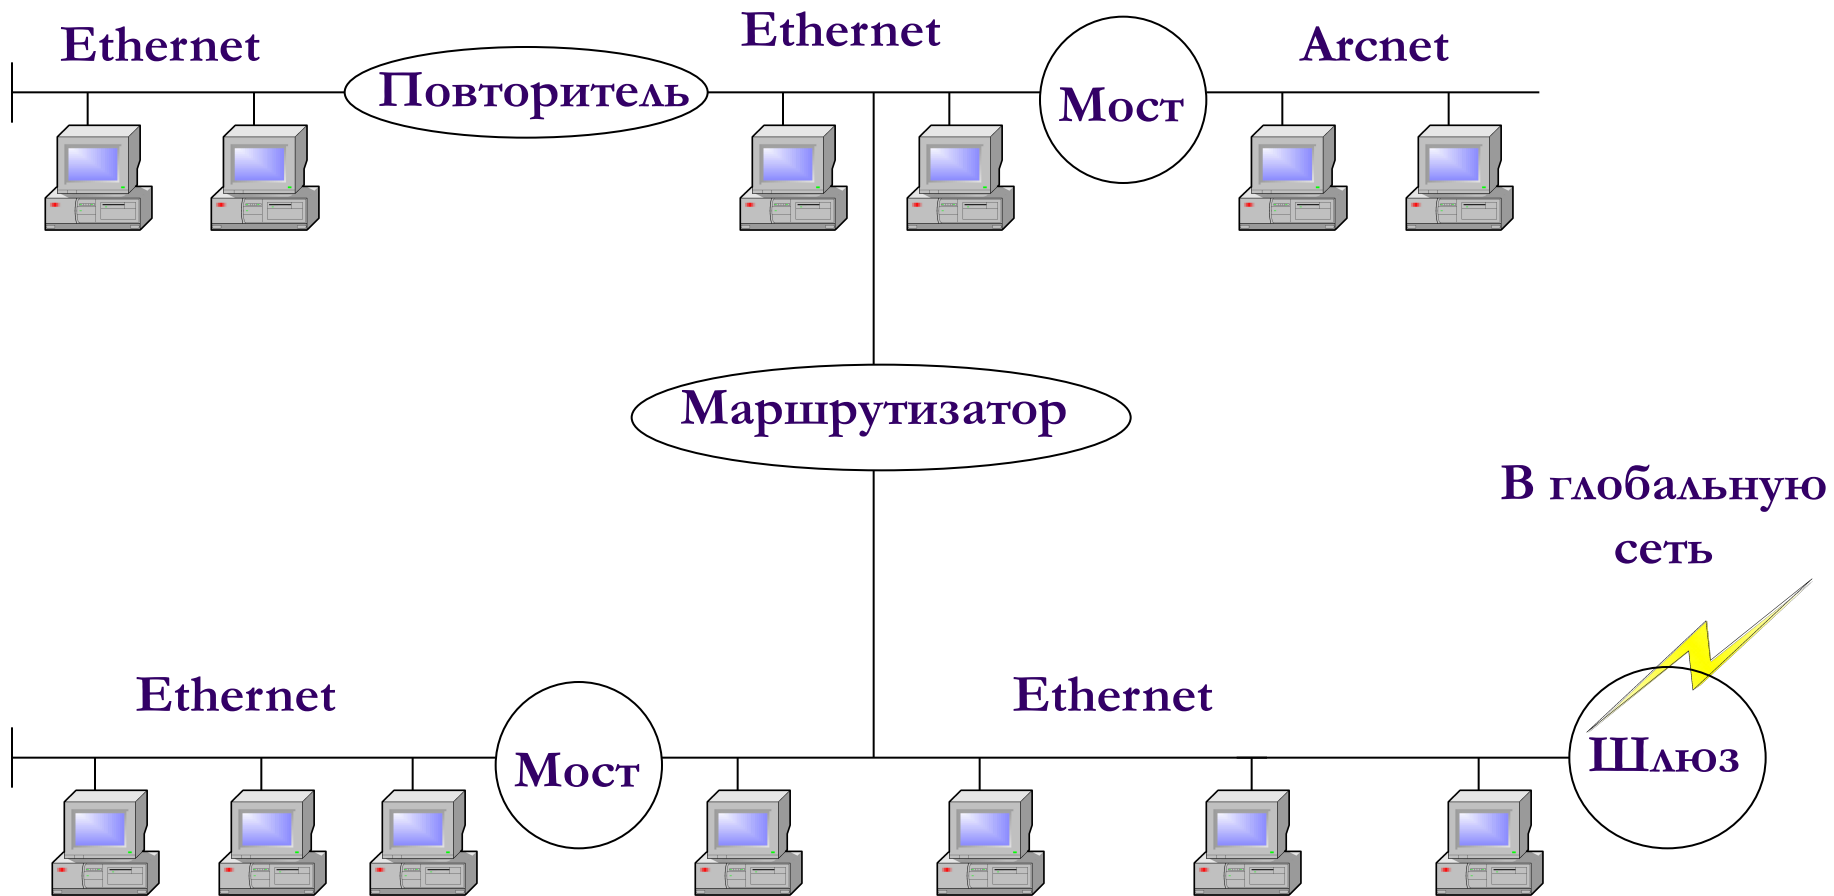 Ethernet
Повторитель
Ethernet
Мост
Arcnet
Маршрутизатор
В глобальную
сеть
Ethernet
Мост
Ethernet
Шлюз